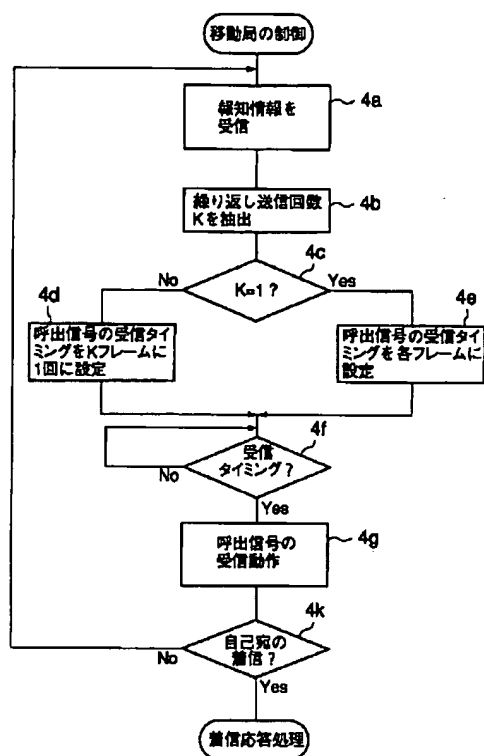 移動局の制御
報知情報を
受信
4a
繰り返し送信回数
Kを抽出
4b
4c
No
K=1?
Yes
4d
呼出信号の受信タイ
ミングをKフレームに
1回に設定
4e
呼出信号の受信タイ
ミングを各フレームに
設定
4f
受信
タイミング?
No
Yes
呼出信号の
受信動作
4g
4k
自己宛の
着信?
No
Yes
着信応答処理